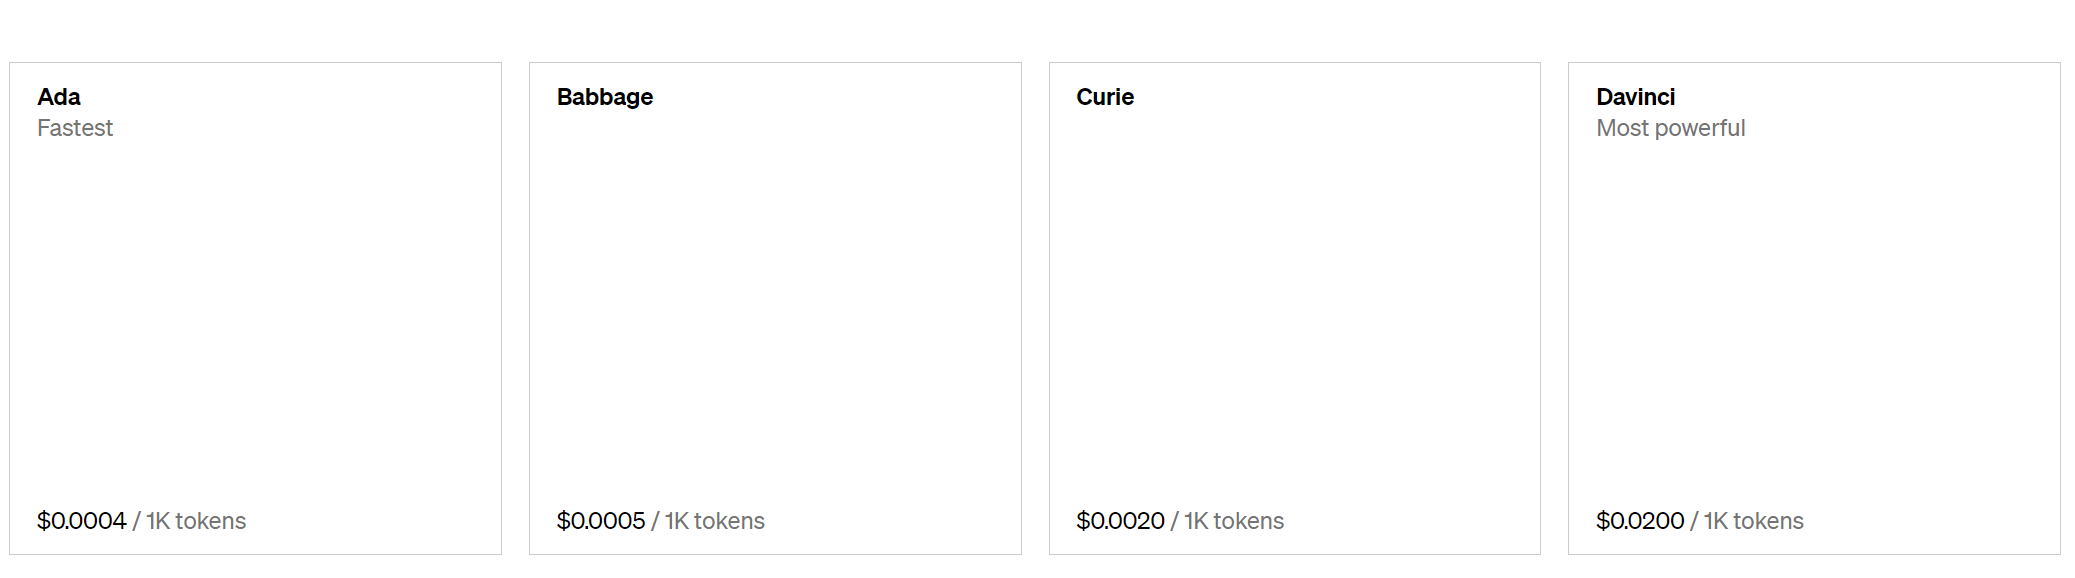 Ada
Fastest
$0.0004 / 1K tokens
Babbage
$0.0005 / 1K tokens
Curie
$0.0020 / 1K tokens
Davinci
Most powerful
$0.0200 / 1K tokens